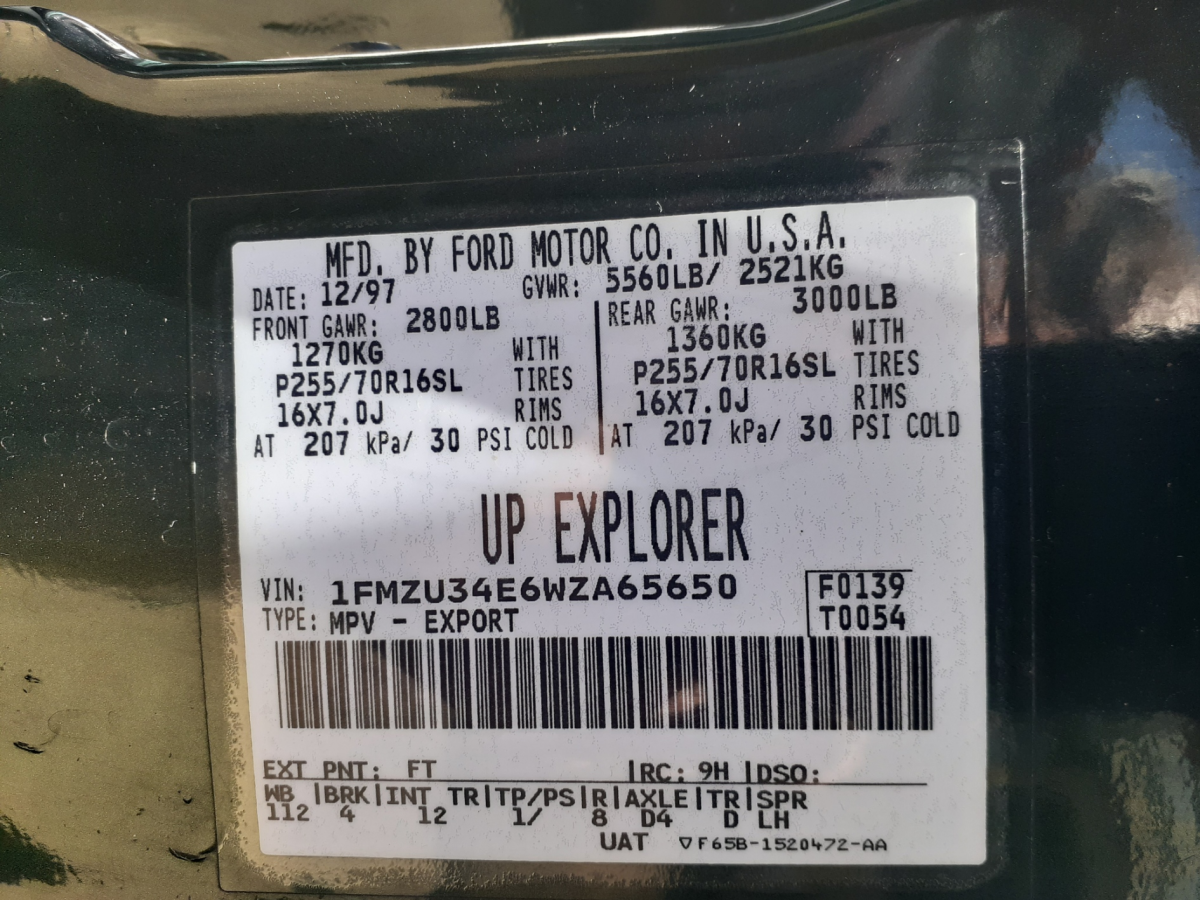 MFD. BY FORD MOTOR CO. IN U.S.A.
DATE: 12/97 GVWR: 5560LB/ 2521KG
FRONT GAWR: 2800LB
1270KG WITH
P255/70R16SL TIRES
16X7.0J RIMS
AT 207 kPa/ 30 PSI COLD
REAR GAWR: 3000LB
1360KG WITH
P255/70R16SL TIRES
16X7.0J RIMS
AT 207 kPa/ 30 PSI COLD
UP EXPLORER
VIN: 1FMZU34E6WZA65650
TYPE: MPV - EXPORT
F0139
T0054
EXT PNT: FT |RC: 9H |DSO:
WB |BRK|INT TR|TP/PS|R|AXLE|TR|SPR
112 4 12 1/ 8 D4 D LH
UAT ▽F65B-1520472-AA